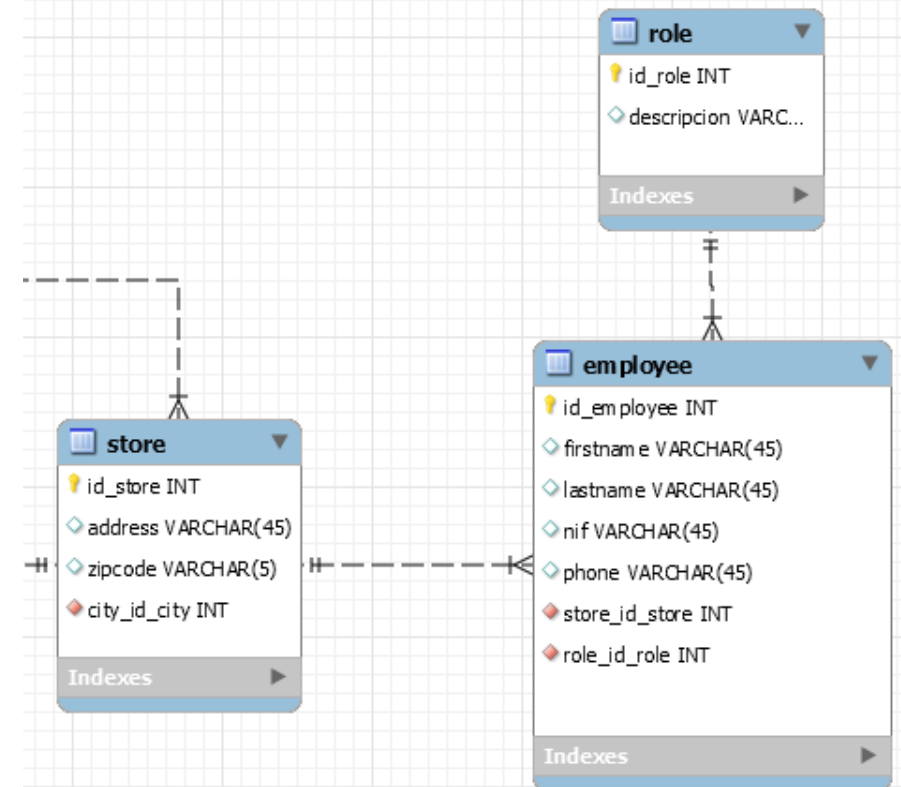 role
id_role INT
descripcion VARC...
Indexes
employee
id_employee INT
firstname VARCHAR(45)
lastname VARCHAR(45)
nif VARCHAR(45)
phone VARCHAR(45)
store_id_store INT
role_id_role INT
Indexes
store
id_store INT
address VARCHAR(45)
zipcode VARCHAR(5)
city_id_city INT
Indexes